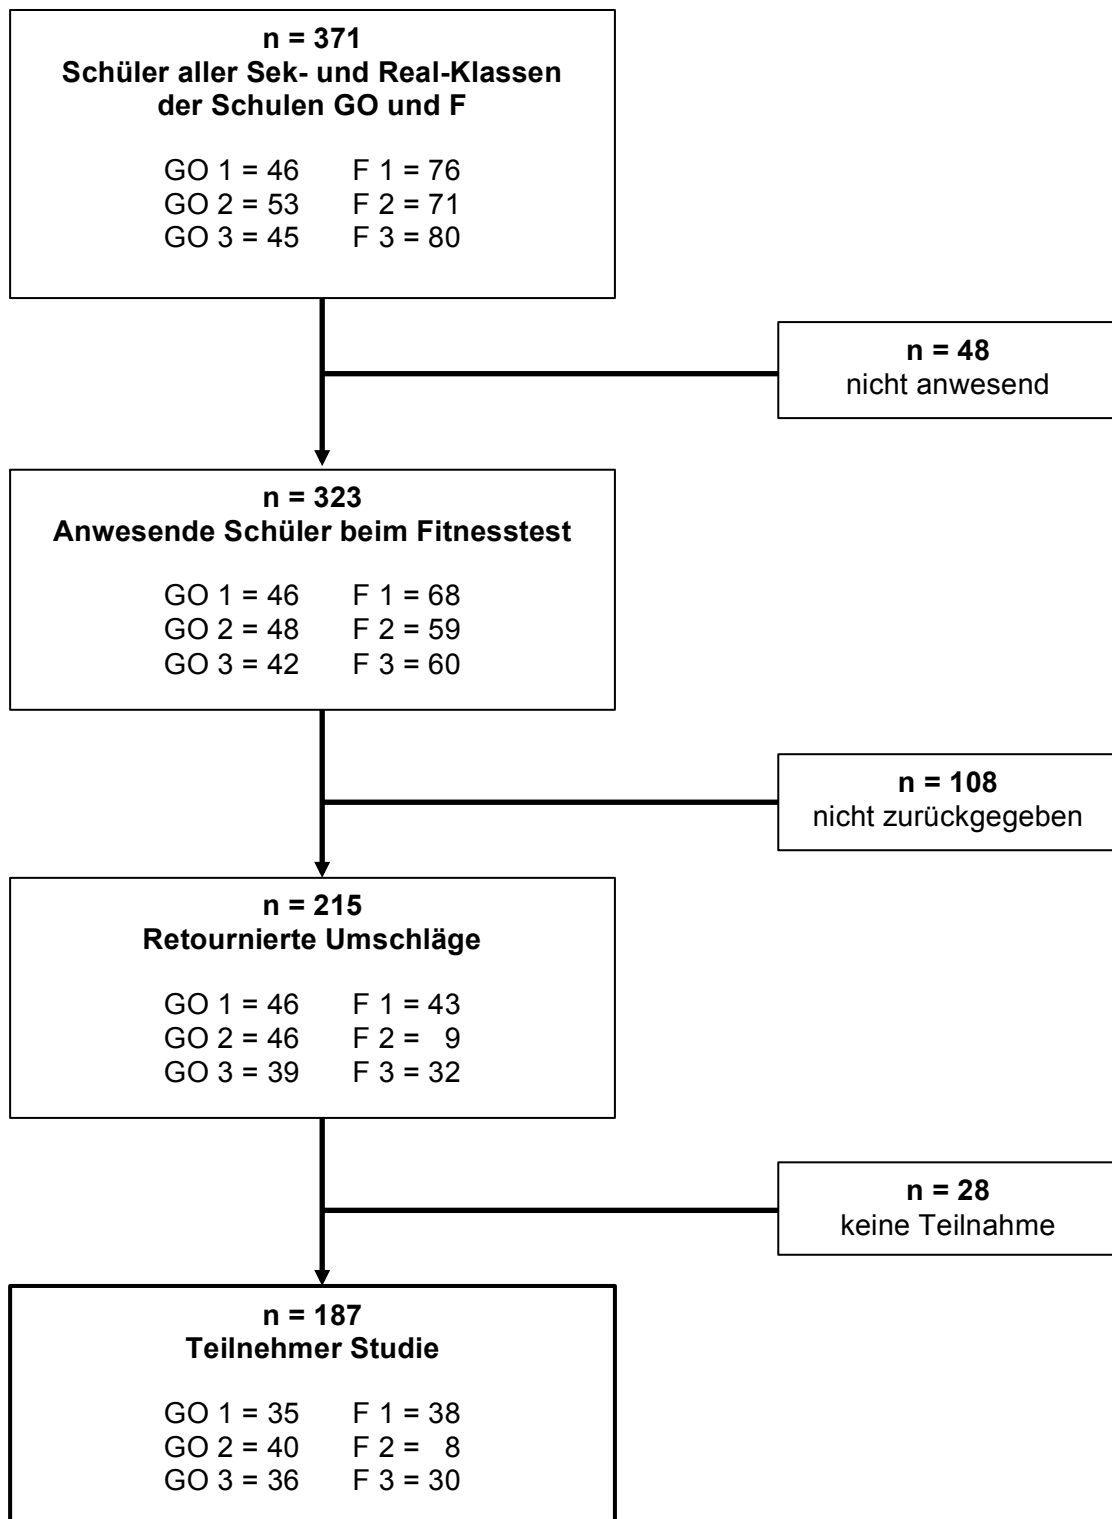 n = 371
Schüler aller Sek- und Real-Klassen
der Schulen GO und F
GO 1 = 46 F 1 = 76
GO 2 = 53 F 2 = 71
GO 3 = 45 F 3 = 80
n = 48
nicht anwesend
n = 323
Anwesende Schüler beim Fitnesstest
GO 1 = 46 F 1 = 68
GO 2 = 48 F 2 = 59
GO 3 = 42 F 3 = 60
n = 108
nicht zurückgegeben
n = 215
Retournierte Umschläge
GO 1 = 46 F 1 = 43
GO 2 = 46 F 2 = 9
GO 3 = 39 F 3 = 32
n = 28
keine Teilnahme
n = 187
Teilnehmer Studie
GO 1 = 35 F 1 = 38
GO 2 = 40 F 2 = 8
GO 3 = 36 F 3 = 30